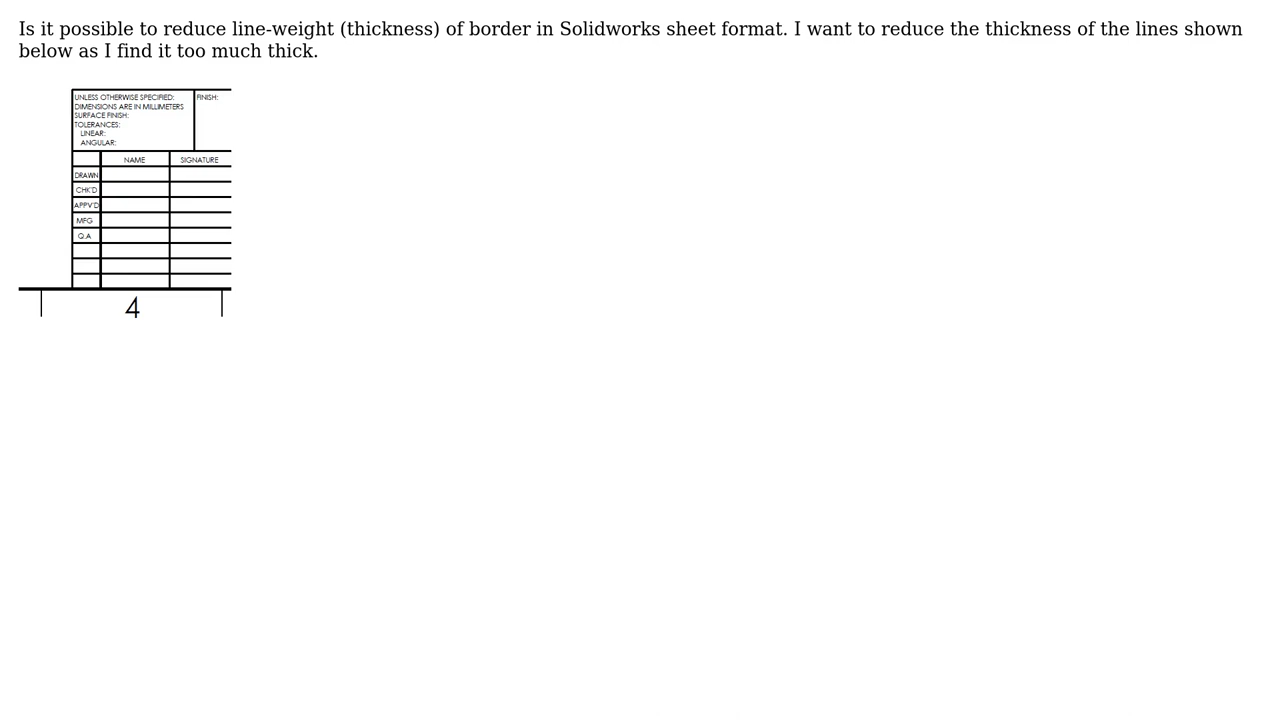 Is it possible to reduce line-weight (thickness) of border in Solidworks sheet format. I want to reduce the thickness of the lines shown
below as I find it too much thick.
UNLESS OTHERWISE SPECIFIED:
DIMENSIONS ARE IN MILLIMETERS
SURFACE FINISH:
TOLERANCES:
LINEAR:
ANGULAR:
FINISH:
NAME SIGNATURE
DRAWN
CHK'D
APPV'D
MFG
Q.A
4